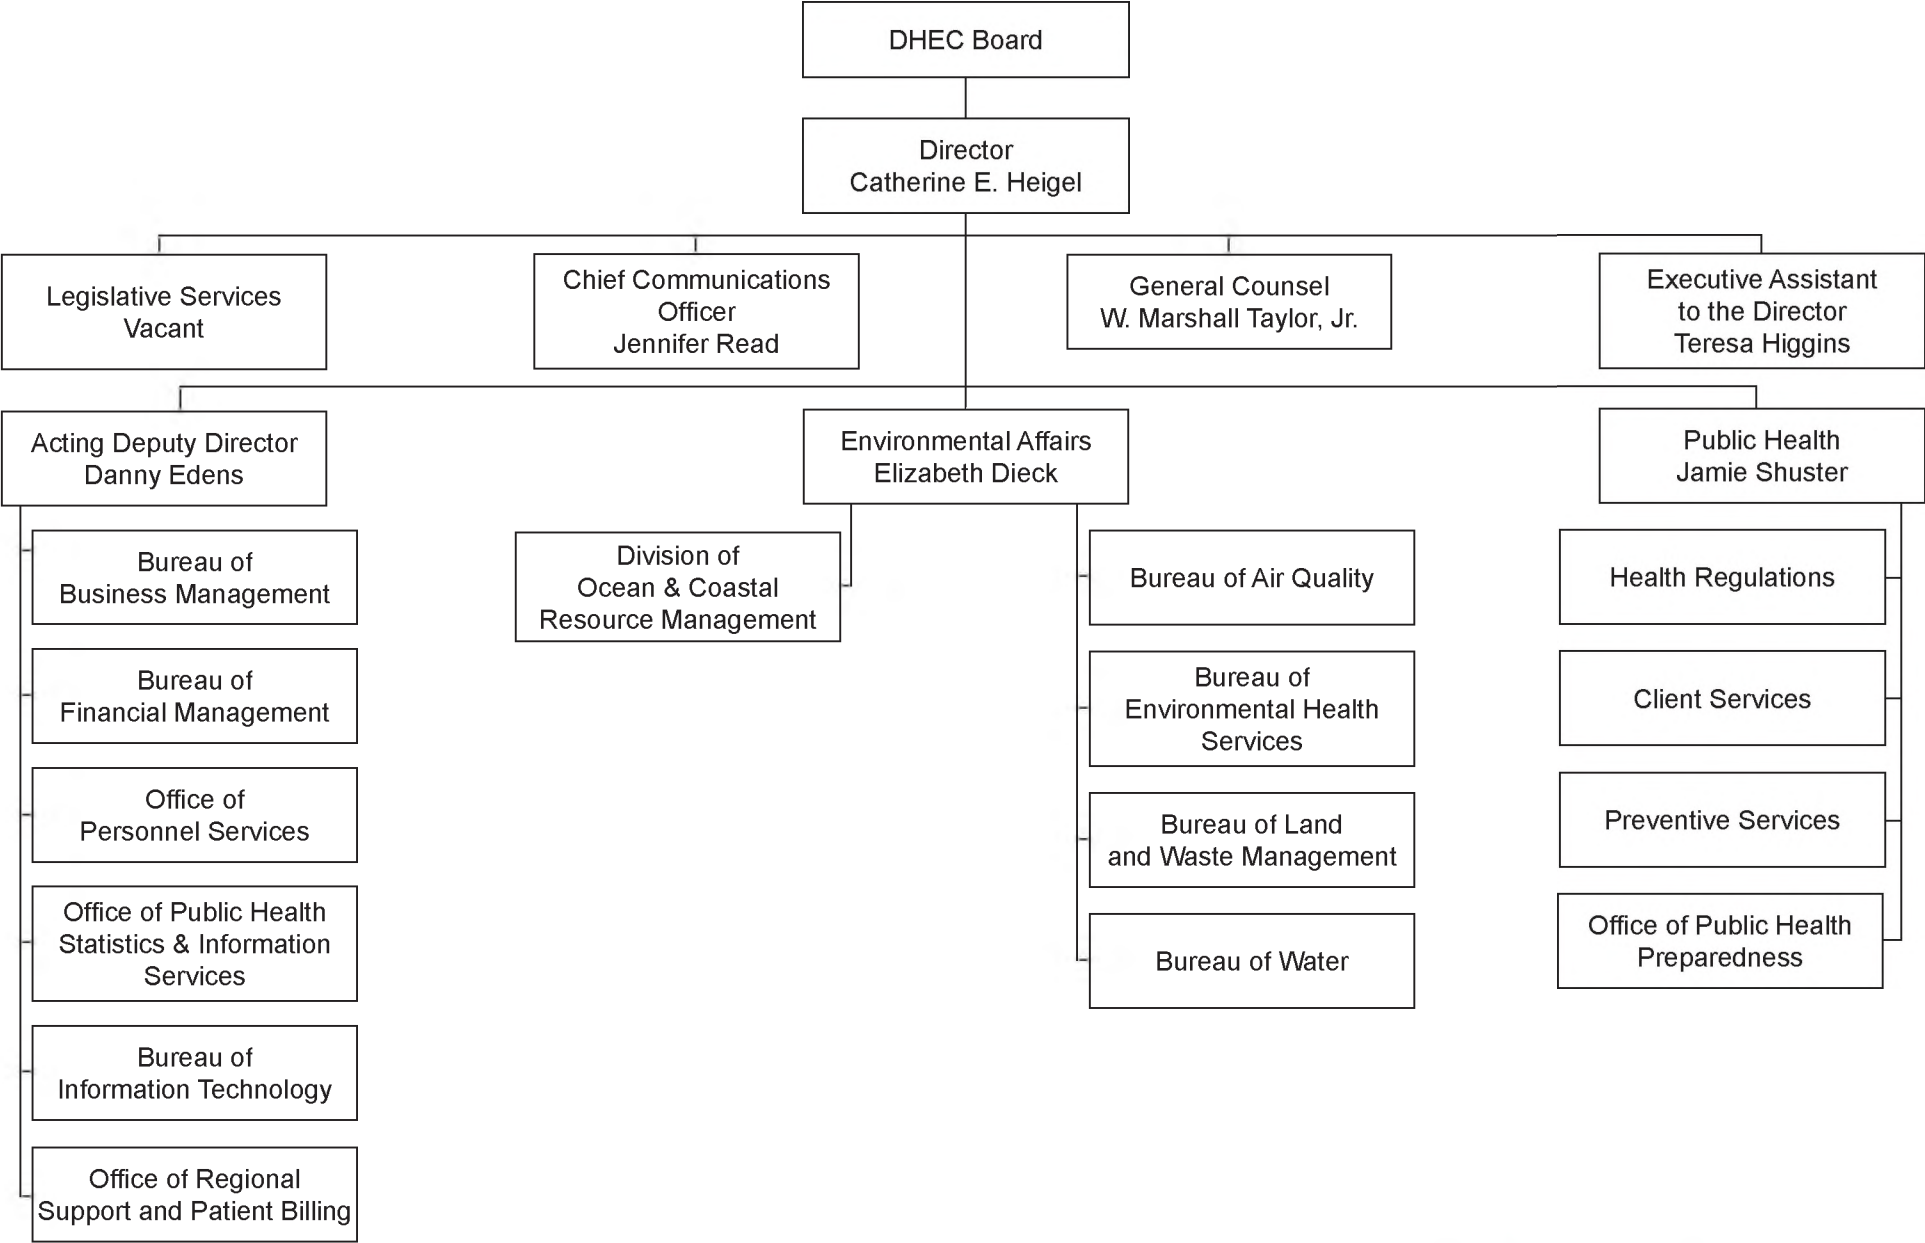 DHEC Board
Director
Catherine E. Heigel
Legislative Services
Vacant
Chief Communications
Officer
Jennifer Read
General Counsel
W. Marshall Taylor, Jr.
Executive Assistant
to the Director
Teresa Higgins
Acting Deputy Director
Danny Edens
Bureau of
Business Management
Bureau of
Financial Management
Office of
Personnel Services
Office of Public Health
Statistics & Information
Services
Bureau of
Information Technology
Office of Regional
Support and Patient Billing
Environmental Affairs
Elizabeth Dieck
Division of
Ocean & Coastal
Resource Management
Bureau of Air Quality
Bureau of
Environmental Health
Services
Bureau of Land
and Waste Management
Bureau of Water
Public Health
Jamie Shuster
Health Regulations
Client Services
Preventive Services
Office of Public Health
Preparedness